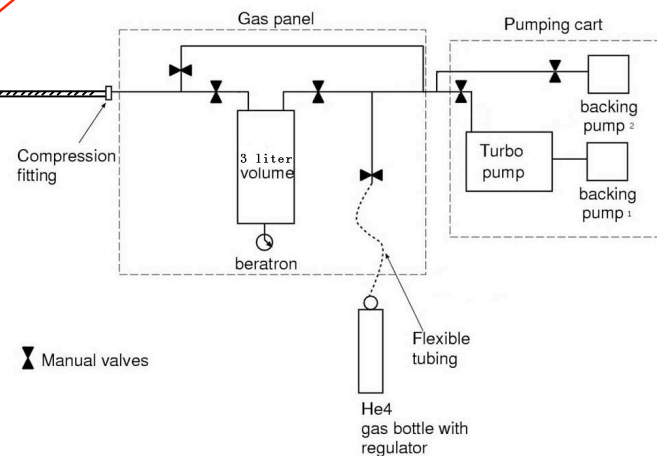 Gas panel
Pumping cart
Compression
fitting
3 liter
volume
beratron
Turbo
pump
backing
pump 2
backing
pump 1
Flexible
tubing
Manual valves
He4
gas bottle with
regulator